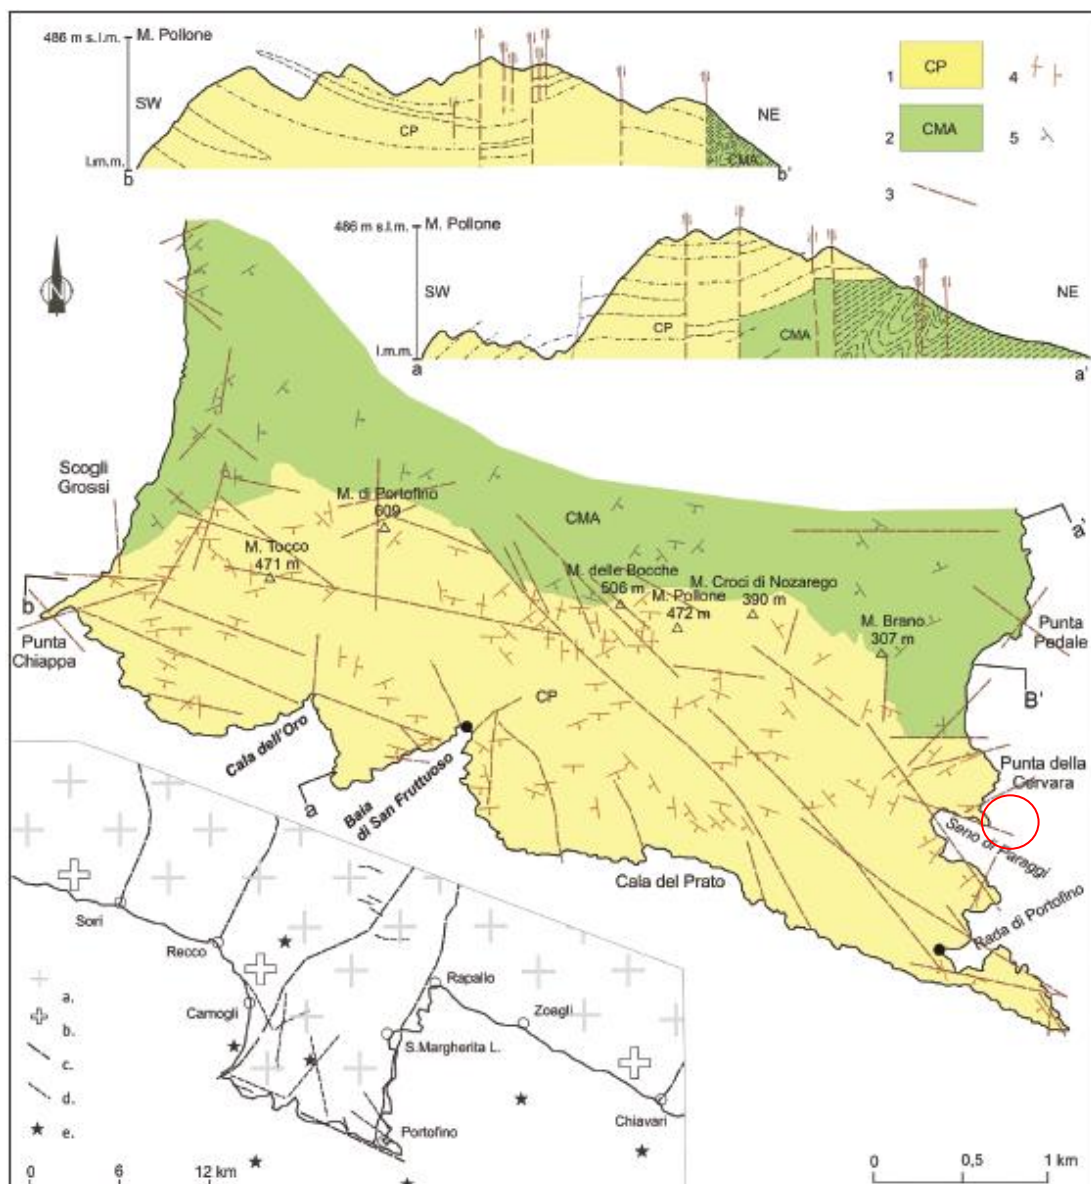 486 m s.l.m.
M. Pollone
SW
NE
CP
CMA
l.m.m.
b
b'
1
CP
4
2
CMA
5
3
486 m s.l.m.
M. Pollone
SW
NE
CP
CMA
l.m.m.
a
a'
N
Scogli
Grossi
M. di Portofino
609
CMA
a'
M. Tocco
471 m
M. delle Bocche
506 m
M. Croci di Nozarego
390 m
M. Pollone
472 m
b
M. Brano
307 m
Punta
Pedale
Punta
Chiappa
CP
B'
Cala dell'Oro
a
Baia
di San Fruttuoso
Punta della
Cervara
Seno di Paraggi
Cala del Prato
Rada di Portofino
Sori
Recco
Rapallo
Camogli
Zoagli
S.Margherita L.
Chiavari
Portofino
a.
b.
c.
d.
e.
0 6 12 km
0 0,5 1 km